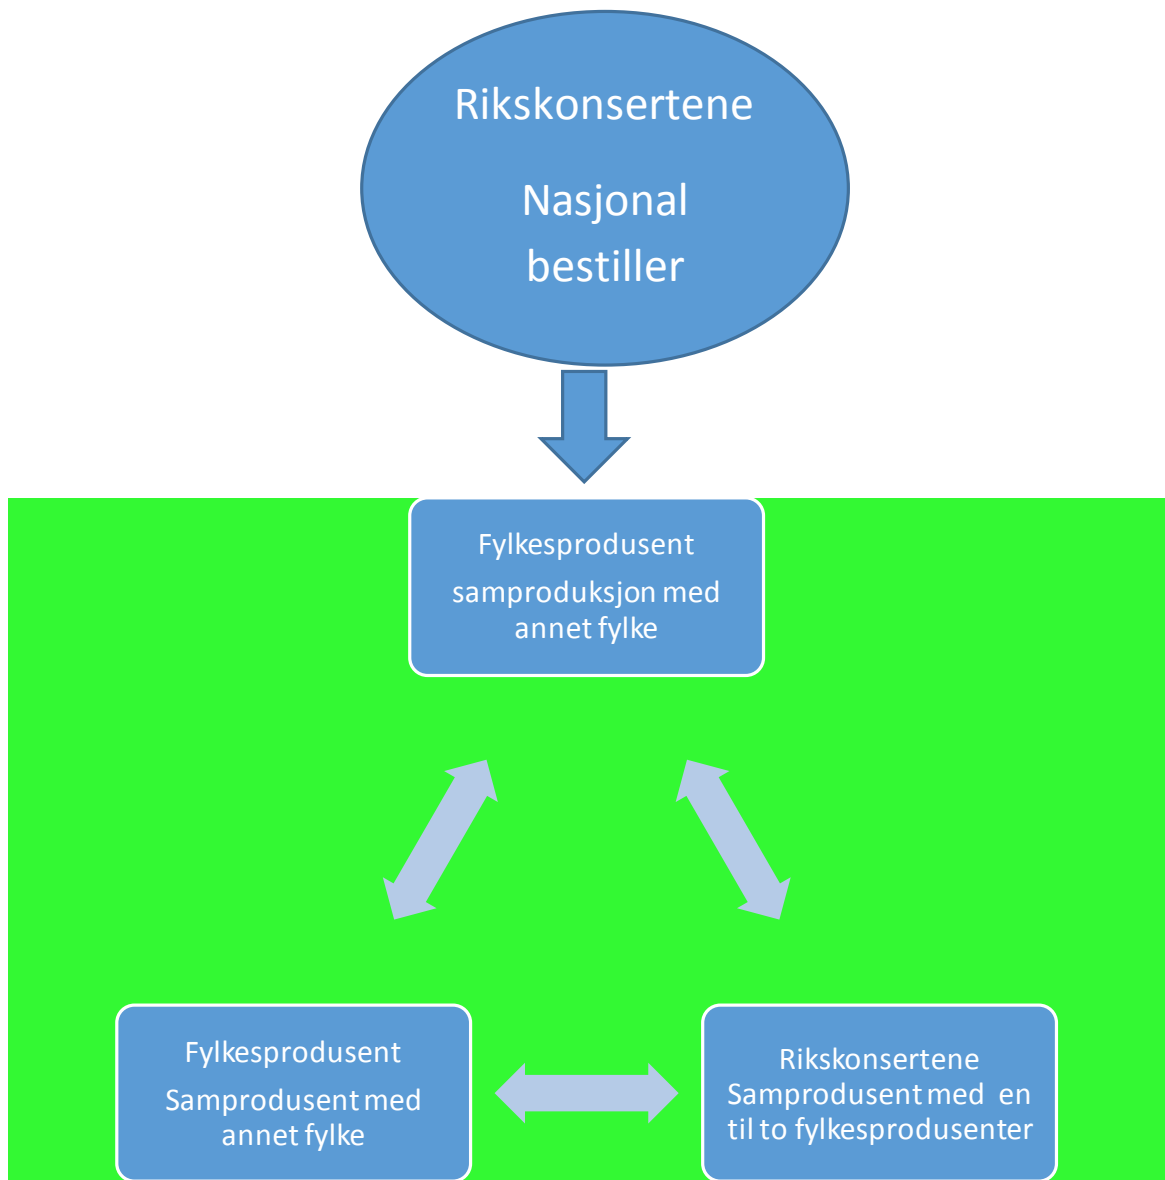 Rikskonsertene
Nasjonal
bestiller
Fylkesprodusent
samproduksjon med
annet fylke
Fylkesprodusent
Samprodusent med
annet fylke
Rikskonsertene
Samprodusent med en
til to fylkesprodusenter